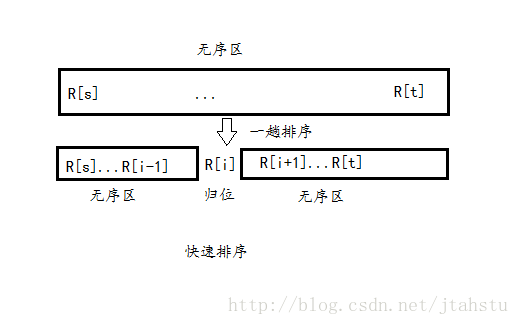 无序区
R[s] ... R[t]
一趟排序
R[s]...R[i-1] R[i] R[i+1]...R[t]
无序区 归位 无序区
快速排序
http://blog.csdn.net/jtahstu